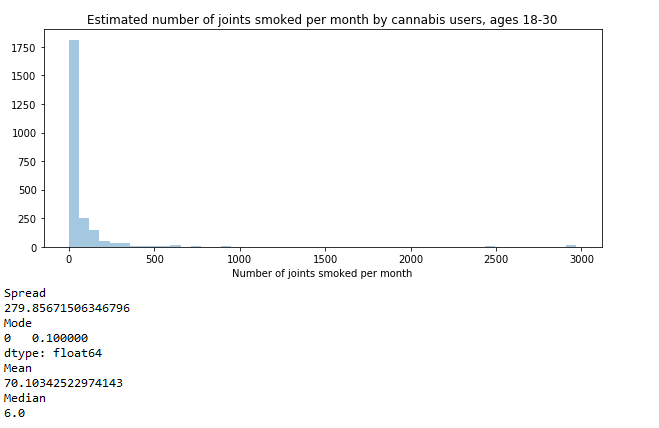 Estimated number of joints smoked per month by cannabis users, ages 18-30
1750
1500
1250
1000
750
500
250
0
0 500 1000 1500 2000 2500 3000
Number of joints smoked per month
Spread
279.85671506346796
Mode
0   0.100000
dtype: float64
Mean
70.10342522974143
Median
6.0